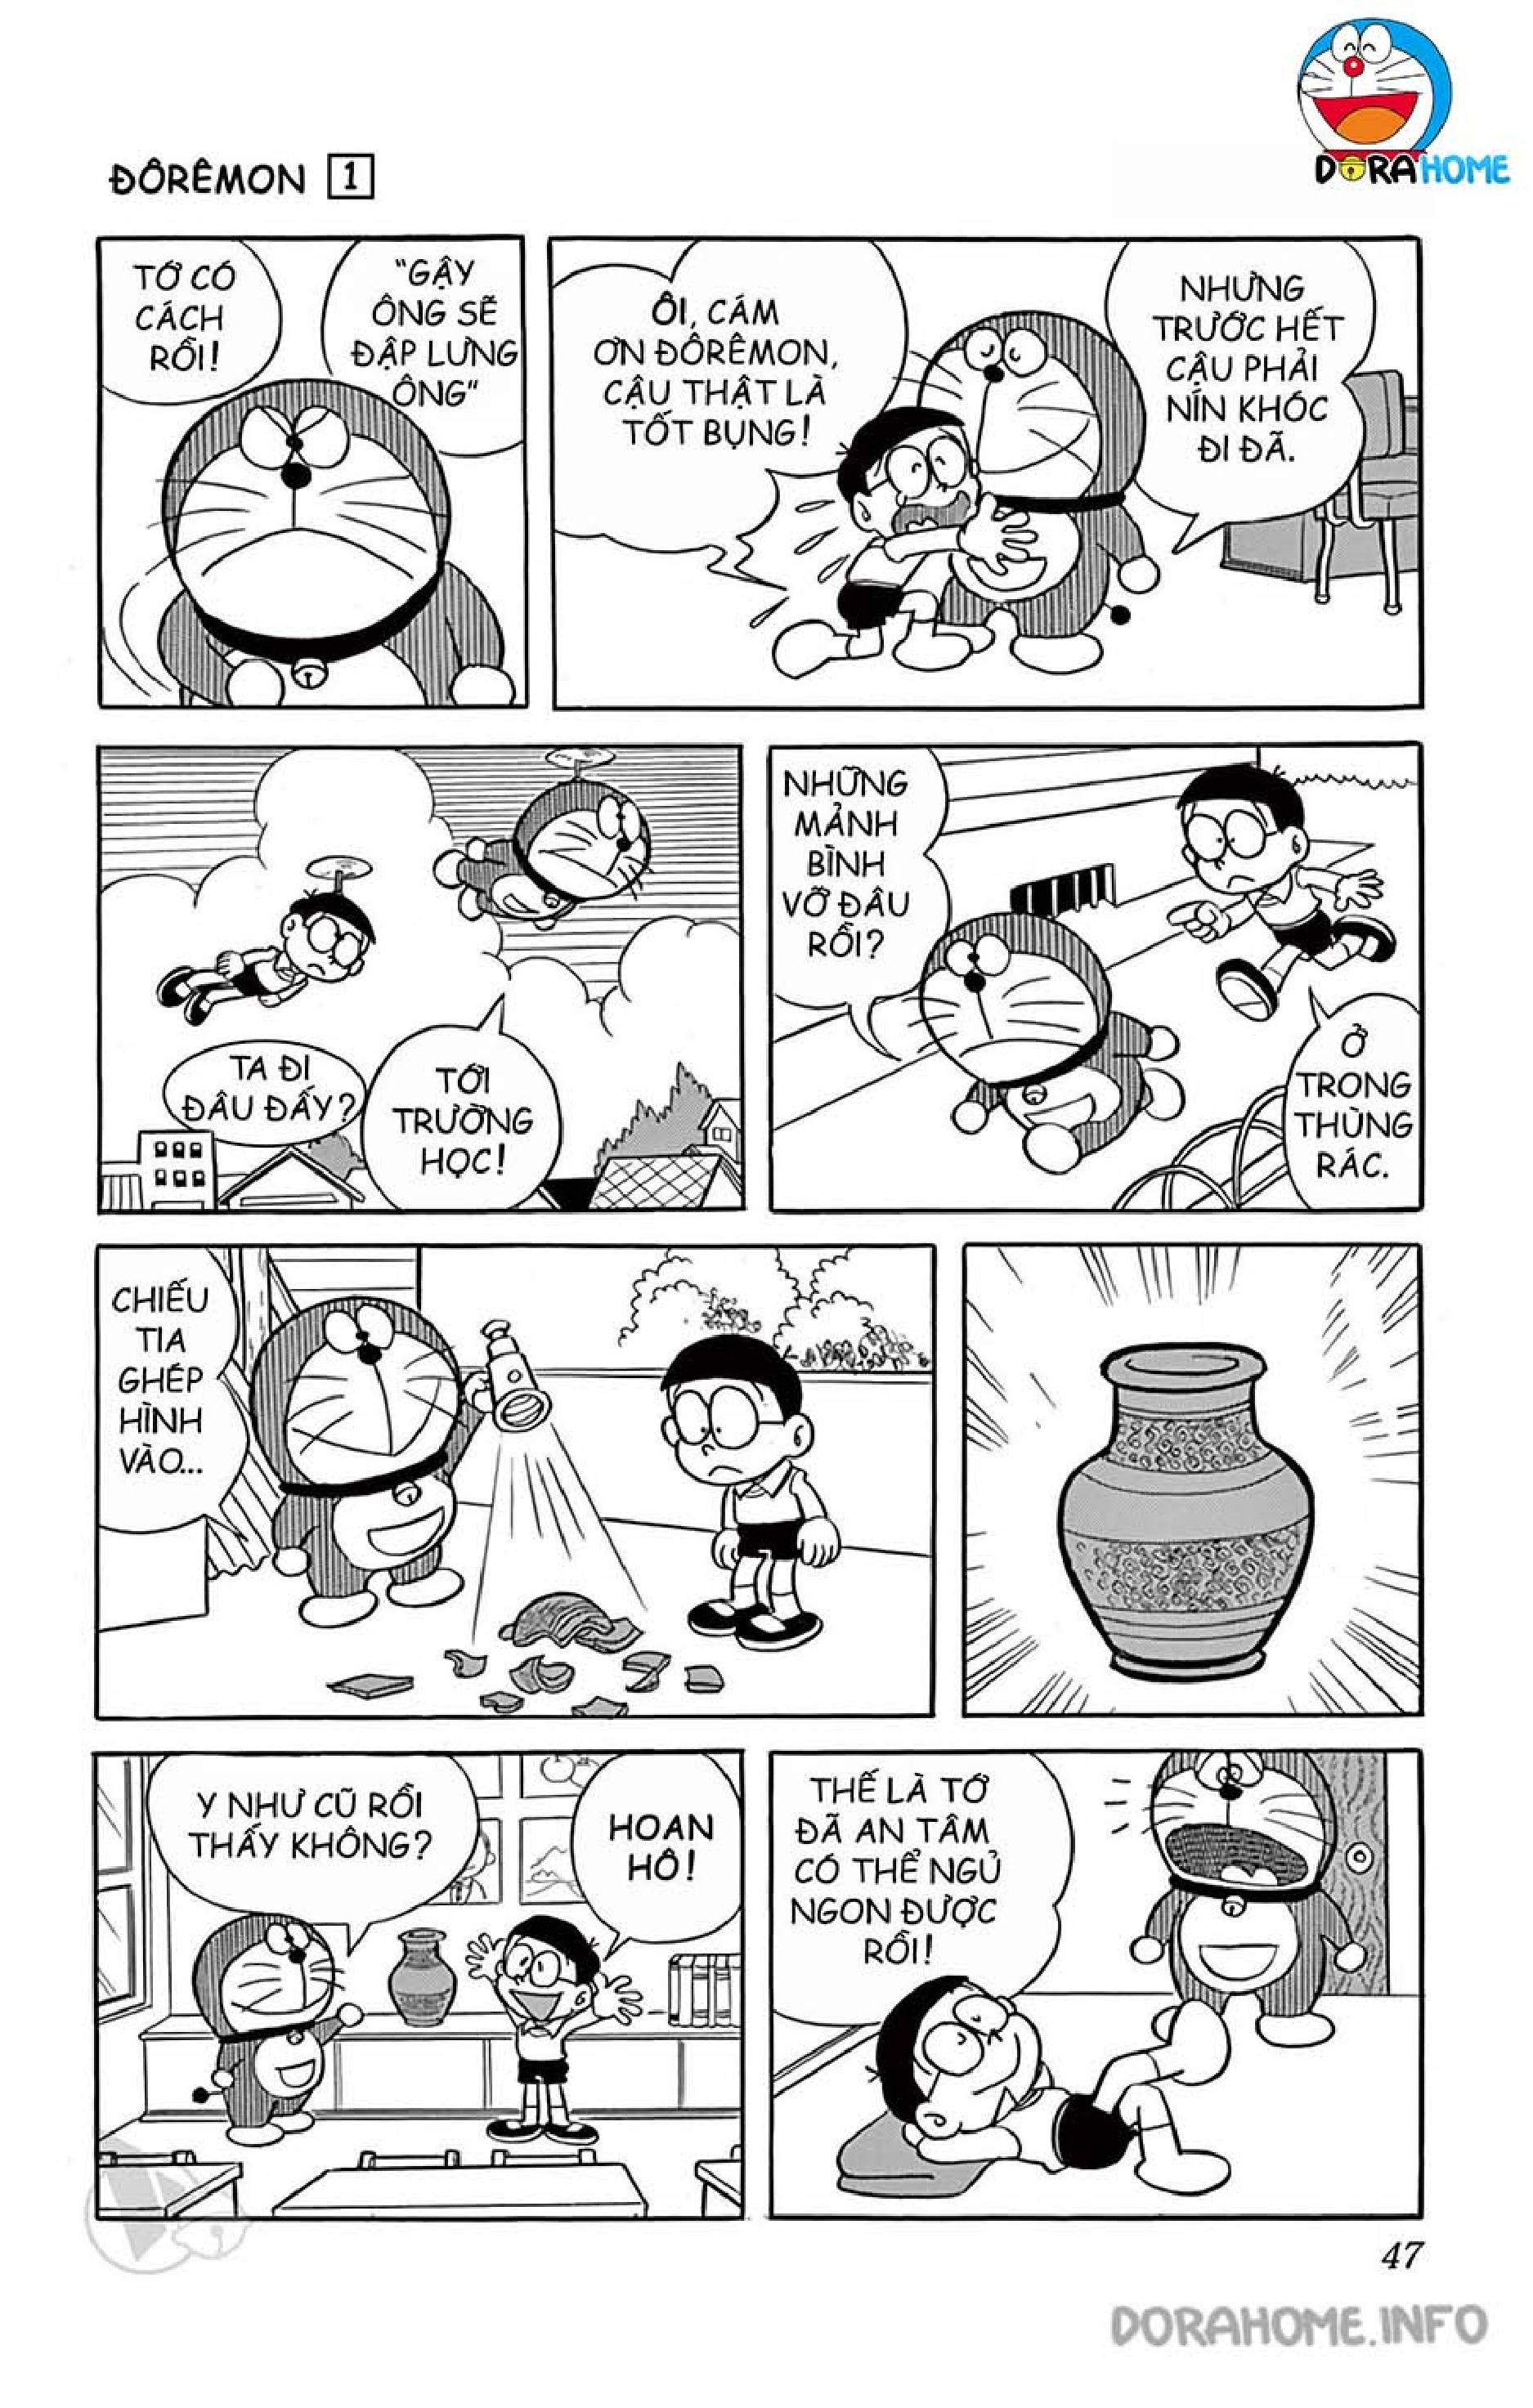 DORAHOME
ĐÔRÊMON 1
TỚ CÓ
CÁCH
RỒI!
"GẬY
ÔNG SẼ
ĐẬP LƯNG
ÔNG"
ÔI, CÁM
ƠN ĐÔRÊMON,
CẬU THẬT LÀ
TỐT BỤNG!
NHƯNG
TRƯỚC HẾT
CẬU PHẢI
NÍN KHÓC
ĐI ĐÃ.
TA ĐI
ĐÂU ĐẤY?
TỚI
TRƯỜNG
HỌC!
NHỮNG
MẢNH
BÌNH
VỠ ĐÂU
RỒI?
Ở
TRONG
THÙNG
RÁC.
CHIẾU
TIA
GHÉP
HÌNH
VÀO...
Y NHƯ CŨ RỒI
THẤY KHÔNG?
HOAN
HÔ!
THẾ LÀ TỚ
ĐÃ AN TÂM
CÓ THỂ NGỦ
NGON ĐƯỢC
RỒI!
47
DORAHOME.INFO